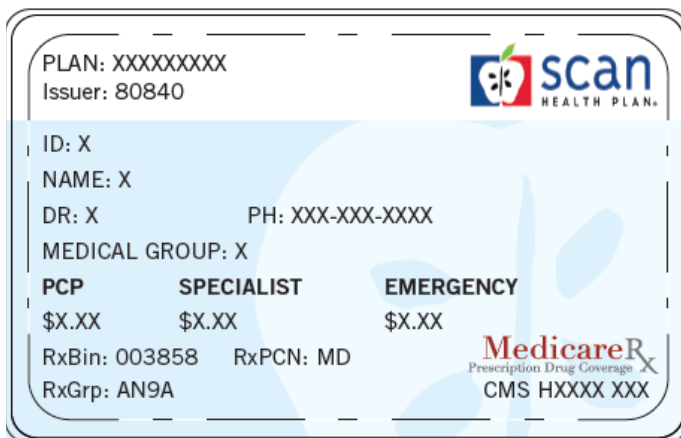 PLAN: XXXXXXXXX
Issuer: 80840
scan
HEALTH PLAN.
ID: X
NAME: X
DR: X PH: XXX-XXX-XXXX
MEDICAL GROUP: X
PCP SPECIALIST EMERGENCY
$X.XX $X.XX $X.XX
RxBin: 003858 RxPCN: MD
MedicareRx
Prescription Drug Coverage
RxGrp: AN9A CMS HXXXX XXX